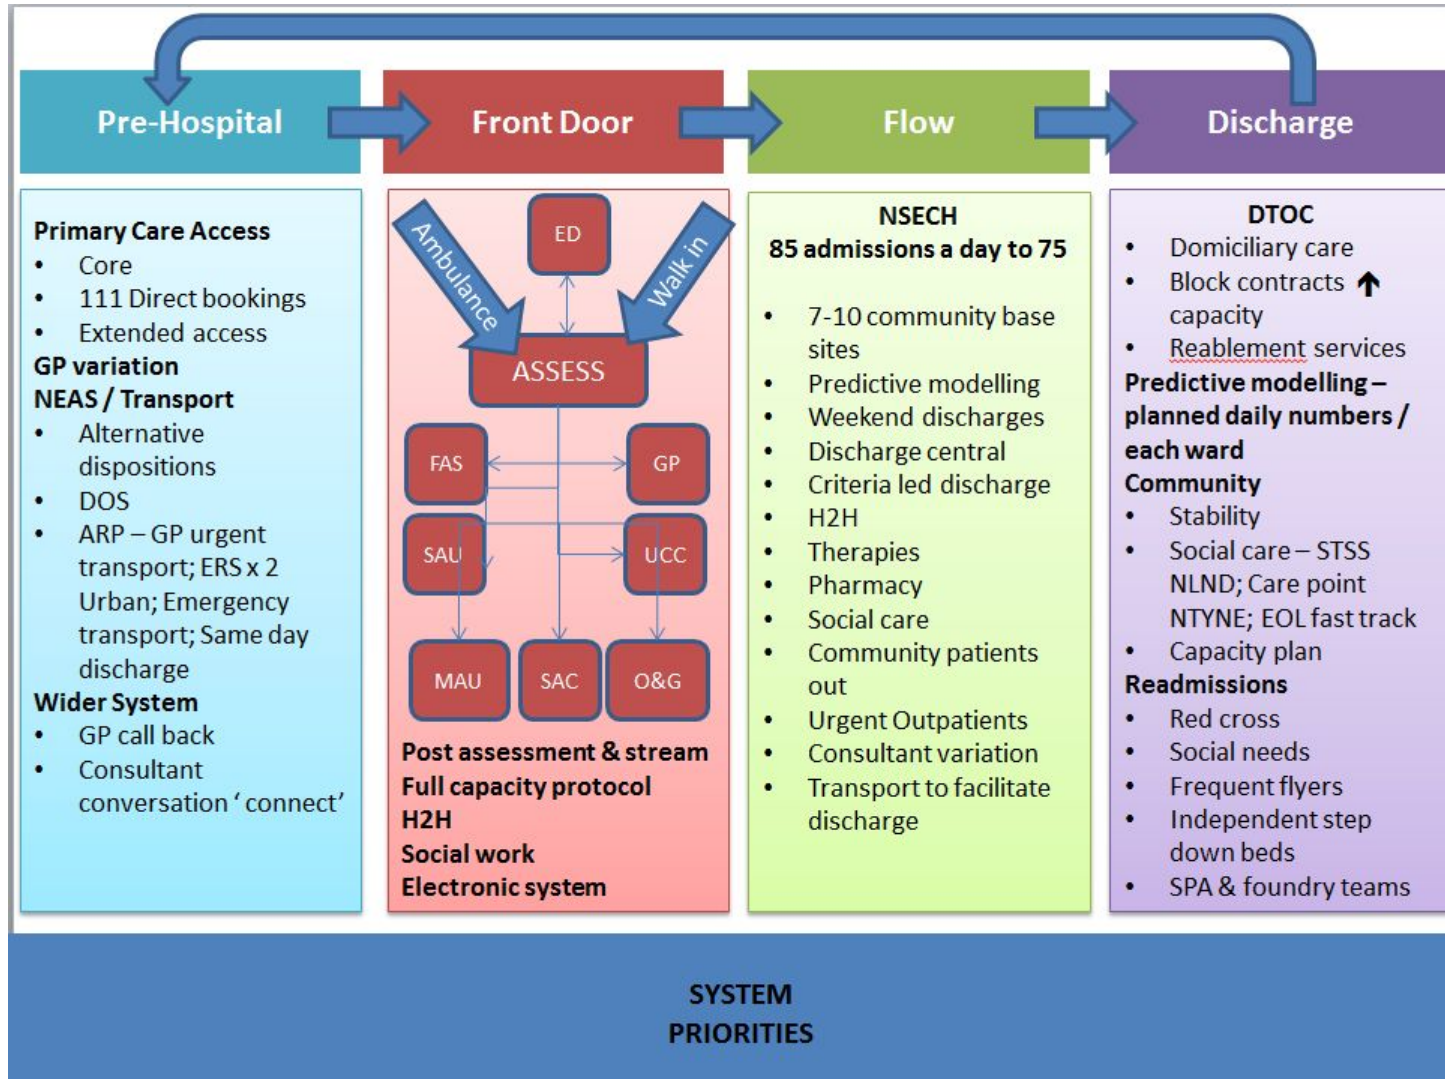 Pre-Hospital
Front Door
Flow
Discharge
Primary Care Access
• Core
• 111 Direct bookings
• Extended access
GP variation
NEAS / Transport
• Alternative
dispositions
• DOS
• ARP – GP urgent
transport; ERS x 2
Urban; Emergency
transport; Same day
discharge
Wider System
• GP call back
• Consultant
conversation ‘ connect’
Ambulance
ED
Walk in
ASSESS
FAS
GP
SAU
UCC
MAU
SAC
O&G
Post assessment & stream
Full capacity protocol
H2H
Social work
Electronic system
NSECH
85 admissions a day to 75
• 7-10 community base
sites
• Predictive modelling
• Weekend discharges
• Discharge central
• Criteria led discharge
• H2H
• Therapies
• Pharmacy
• Social care
• Community patients
out
• Urgent Outpatients
• Consultant variation
• Transport to facilitate
discharge
DTOC
• Domiciliary care
• Block contracts ↑
capacity
• Reablement services
Predictive modelling –
planned daily numbers /
each ward
Community
• Stability
• Social care – STSS
NLND; Care point
NTYNE; EOL fast track
• Capacity plan
Readmissions
• Red cross
• Social needs
• Frequent flyers
• Independent step
down beds
• SPA & foundry teams
SYSTEM
PRIORITIES